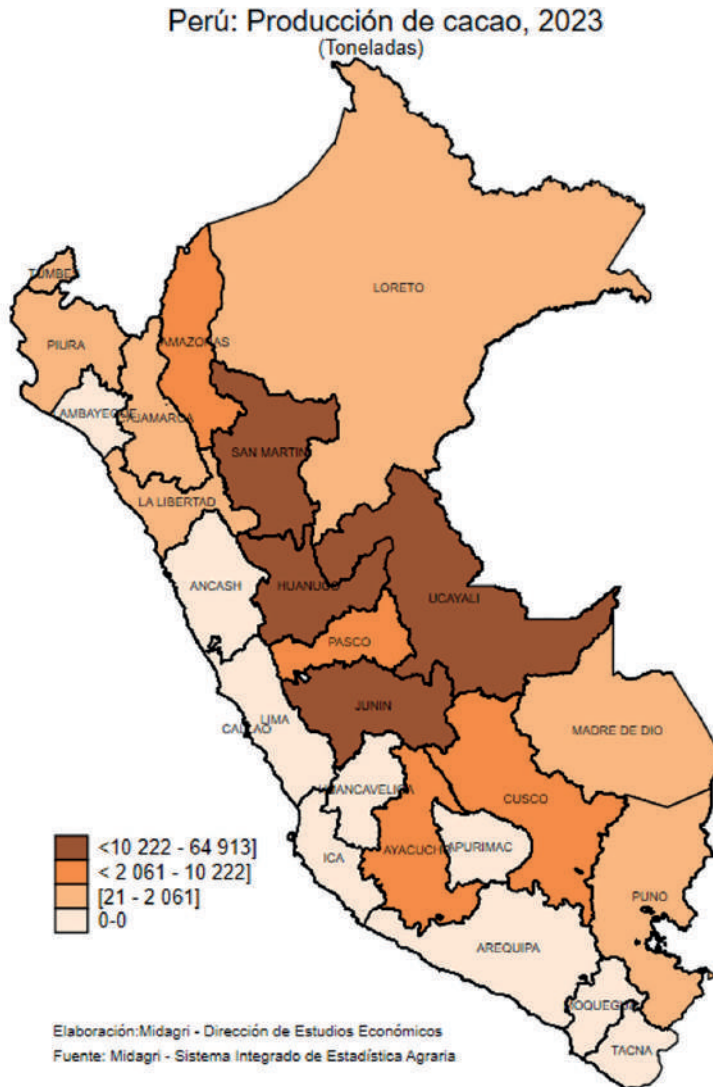 Perú: Producción de cacao, 2023
(Toneladas)
LORETO
TUMBES
AMAZONAS
PIURA
AMBAYEQUE
CAJAMARCA
SAN MARTIN
LA LIBERTAD
ANCASH
HUANUCO
UCAYALI
PASCO
JUNIN
LIMA
CALLAO
MADRE DE DIO
HUANCAVELICA
CUSCO
AYACUCHO
APURIMAC
ICA
PUNO
AREQUIPA
MOQUEGUA
TACNA
<10 222 - 64 913]
< 2 061 - 10 222]
[21 - 2 061]
0-0
Elaboración:Midagri - Dirección de Estudios Económicos
Fuente: Midagri - Sistema Integrado de Estadística Agraria